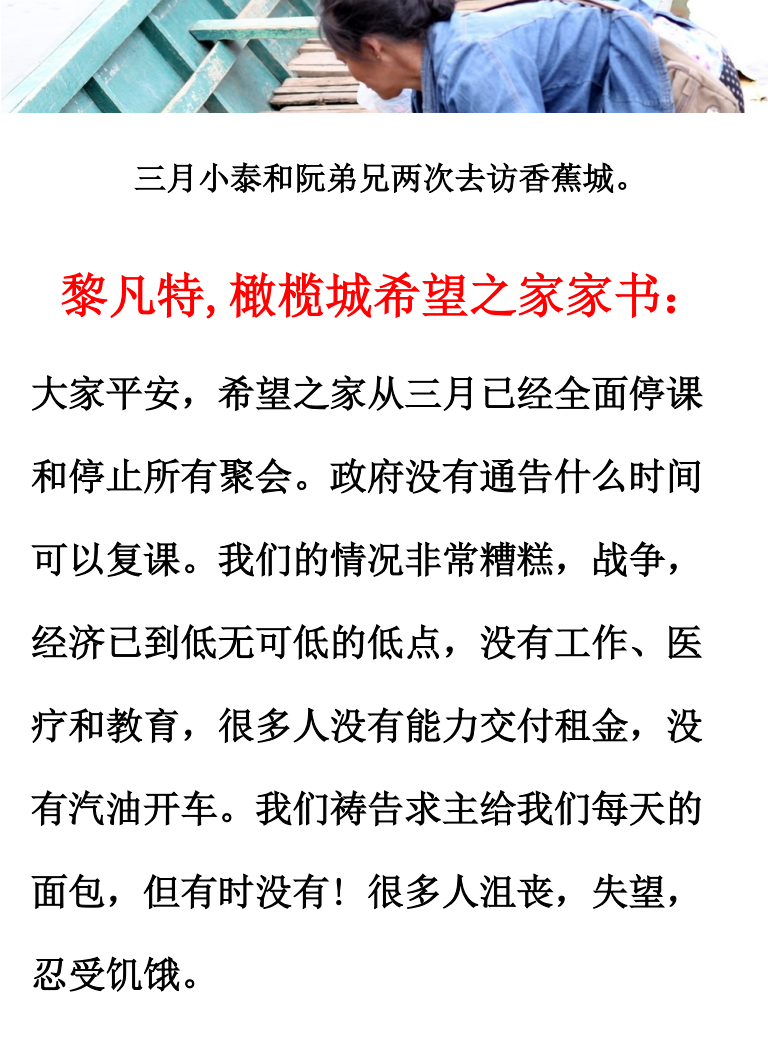 三月小泰和阮弟兄两次去访香蕉城。
黎凡特,橄榄城希望之家家书：
大家平安，希望之家从三月已经全面停课
和停止所有聚会。政府没有通告什么时间
可以复课。我们的情况非常糟糕，战争，
经济已到低无可低的低点，没有工作、医
疗和教育，很多人没有能力交付租金，没
有汽油开车。我们祷告求主给我们每天的
面包，但有时没有！很多人沮丧，失望，
忍受饥饿。